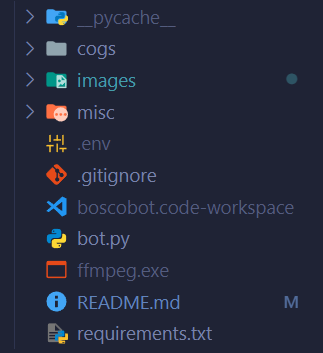 __pycache__
cogs
images
misc
.env
.gitignore
boscobot.code-workspace
bot.py
ffmpeg.exe
README.md M
requirements.txt